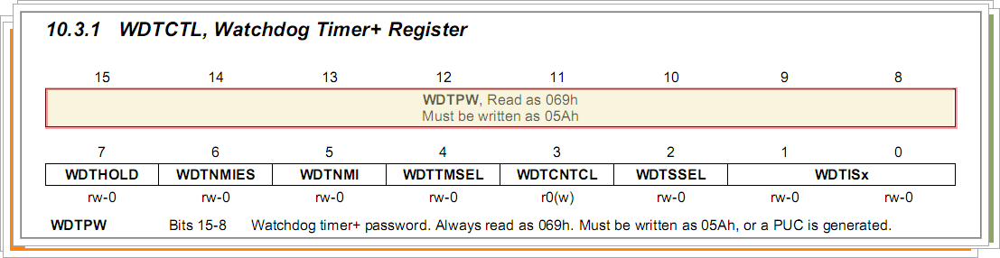 10.3.1 WDTCTL, Watchdog Timer+ Register
15 14 13 12 11 10 9 8
WDTPW, Read as 069h
Must be written as 05Ah
7 6 5 4 3 2 1 0
WDTHOLD WDTNMIES WDTNMI WDTTMSEL WDTCNTCL WDTSSEL WDTISx
rw-0 rw-0 rw-0 rw-0 r0(w) rw-0 rw-0 rw-0
WDTPW Bits 15-8 Watchdog timer+ password. Always read as 069h. Must be written as 05Ah, or a PUC is generated.